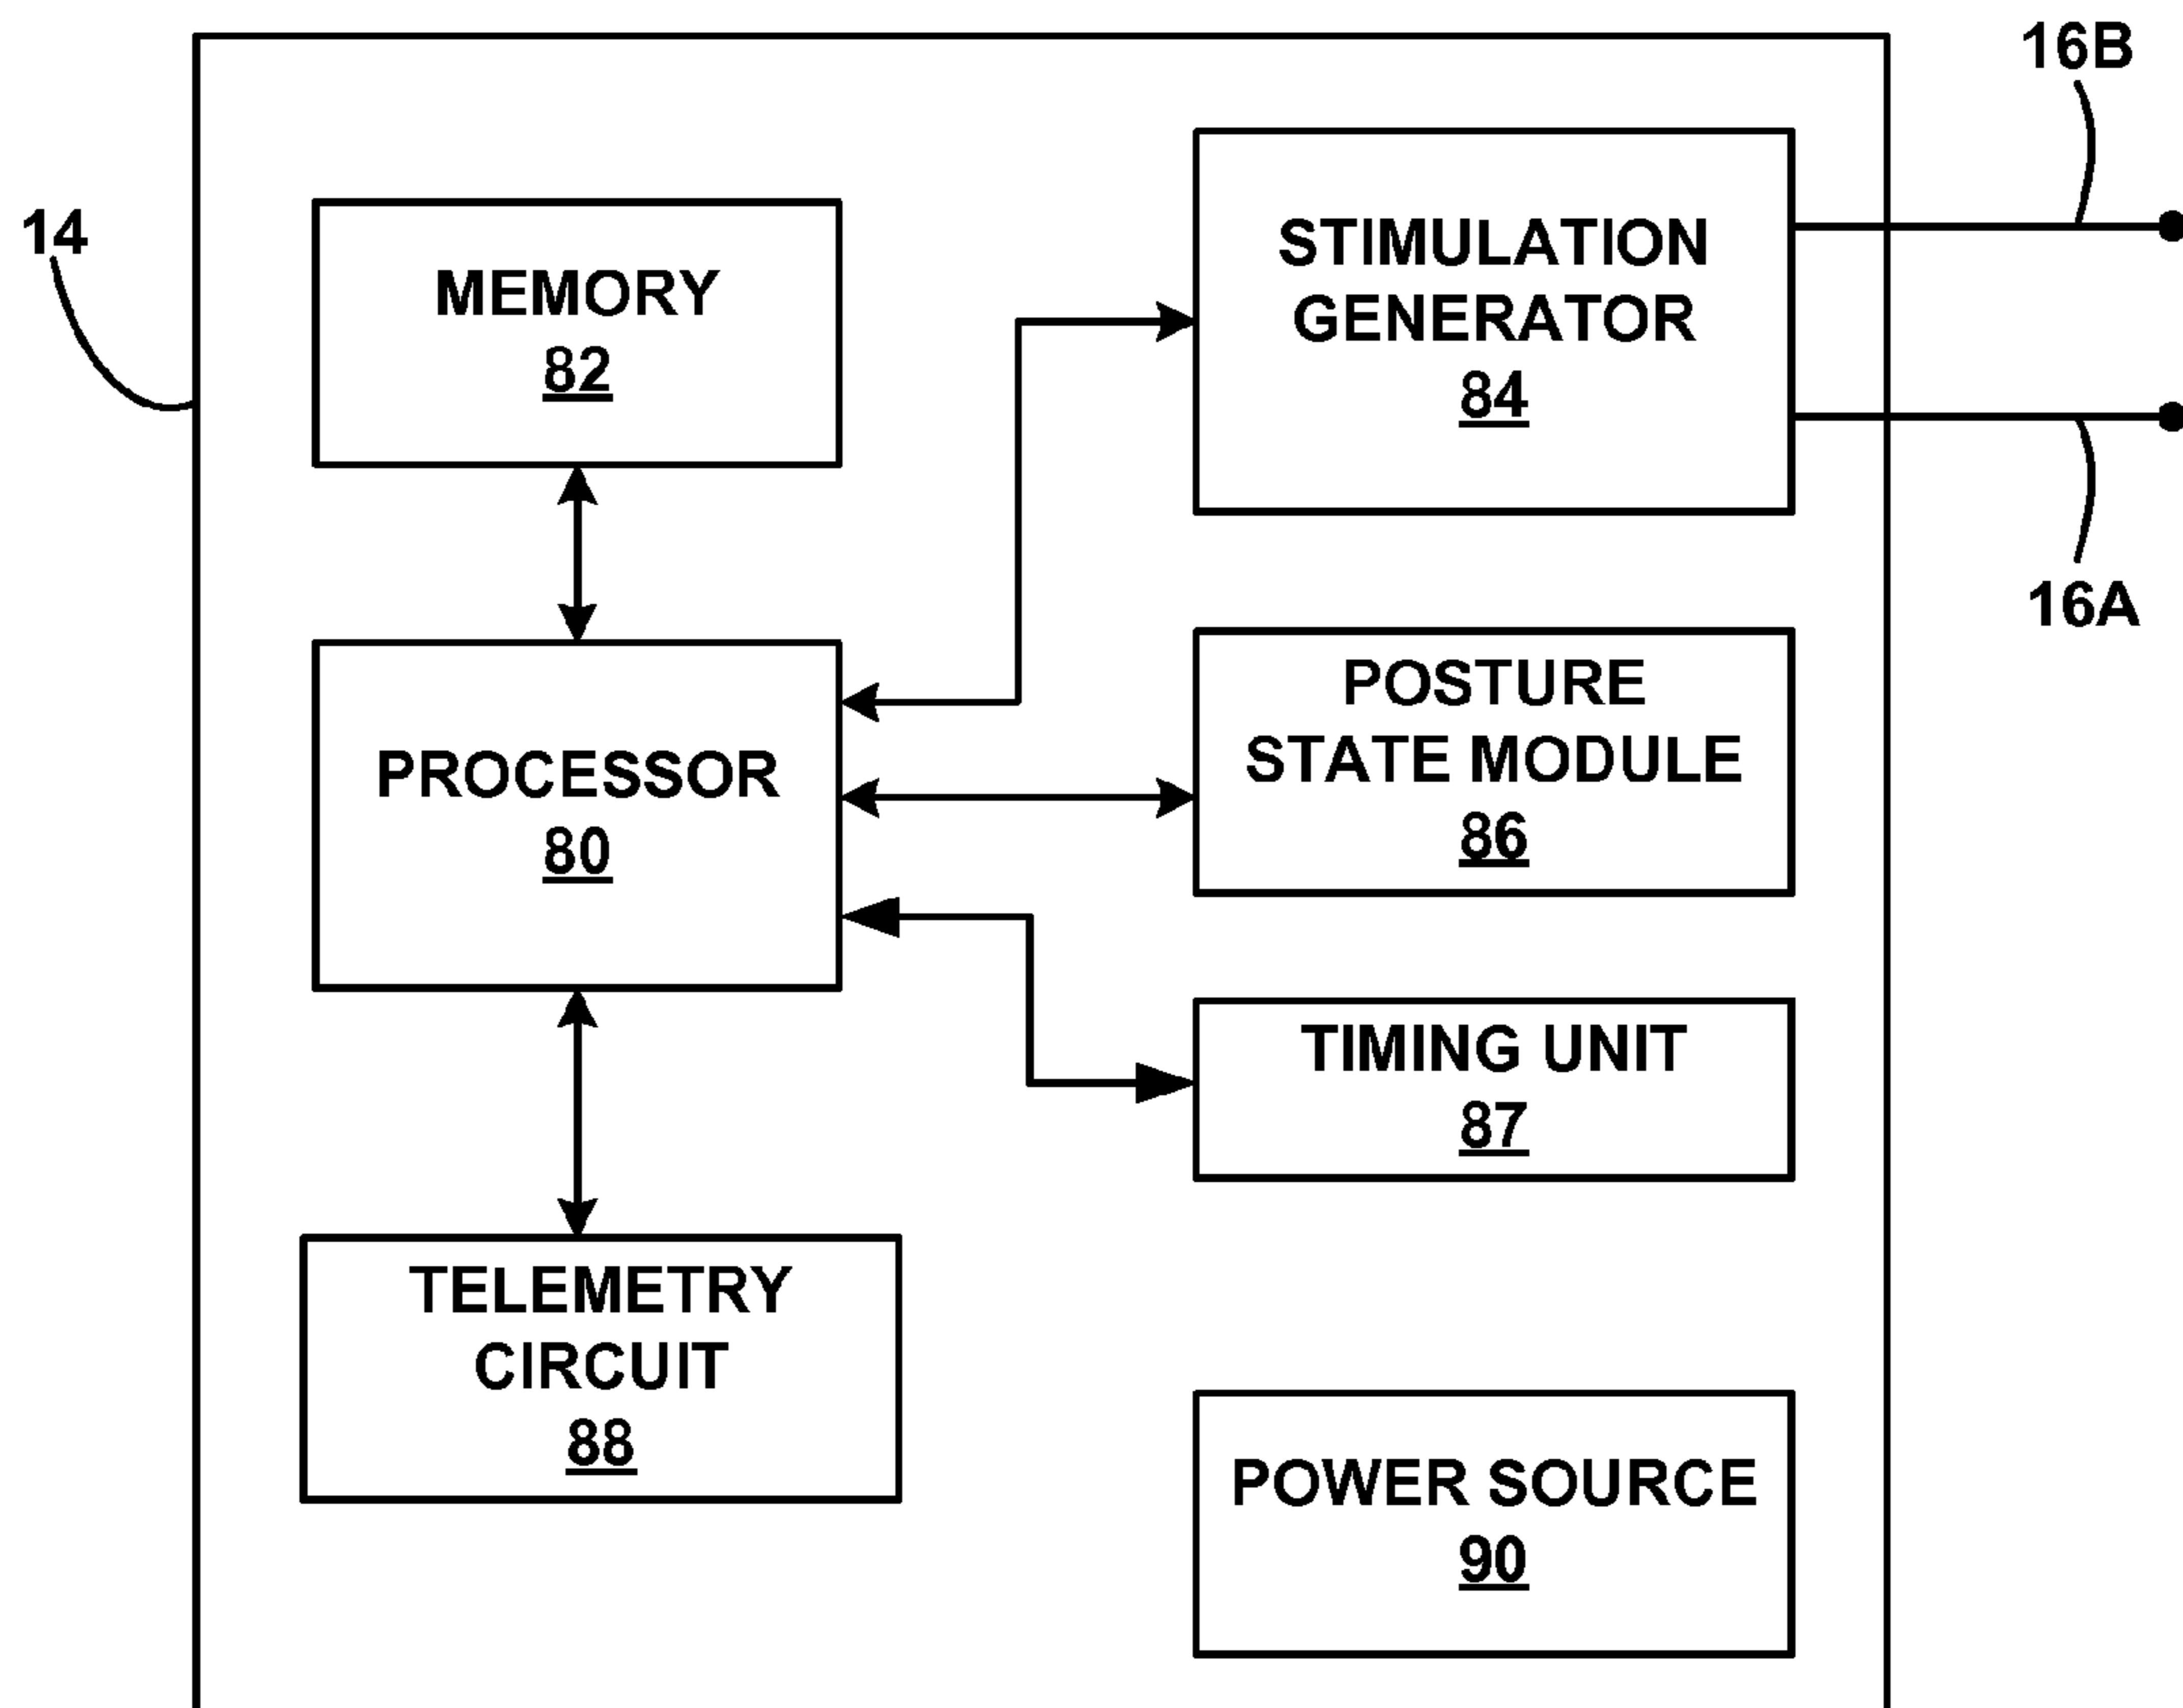 16B
14
MEMORY
82
STIMULATION
GENERATOR
84
16A
PROCESSOR
80
POSTURE
STATE MODULE
86
TIMING UNIT
87
TELEMETRY
CIRCUIT
88
POWER SOURCE
90